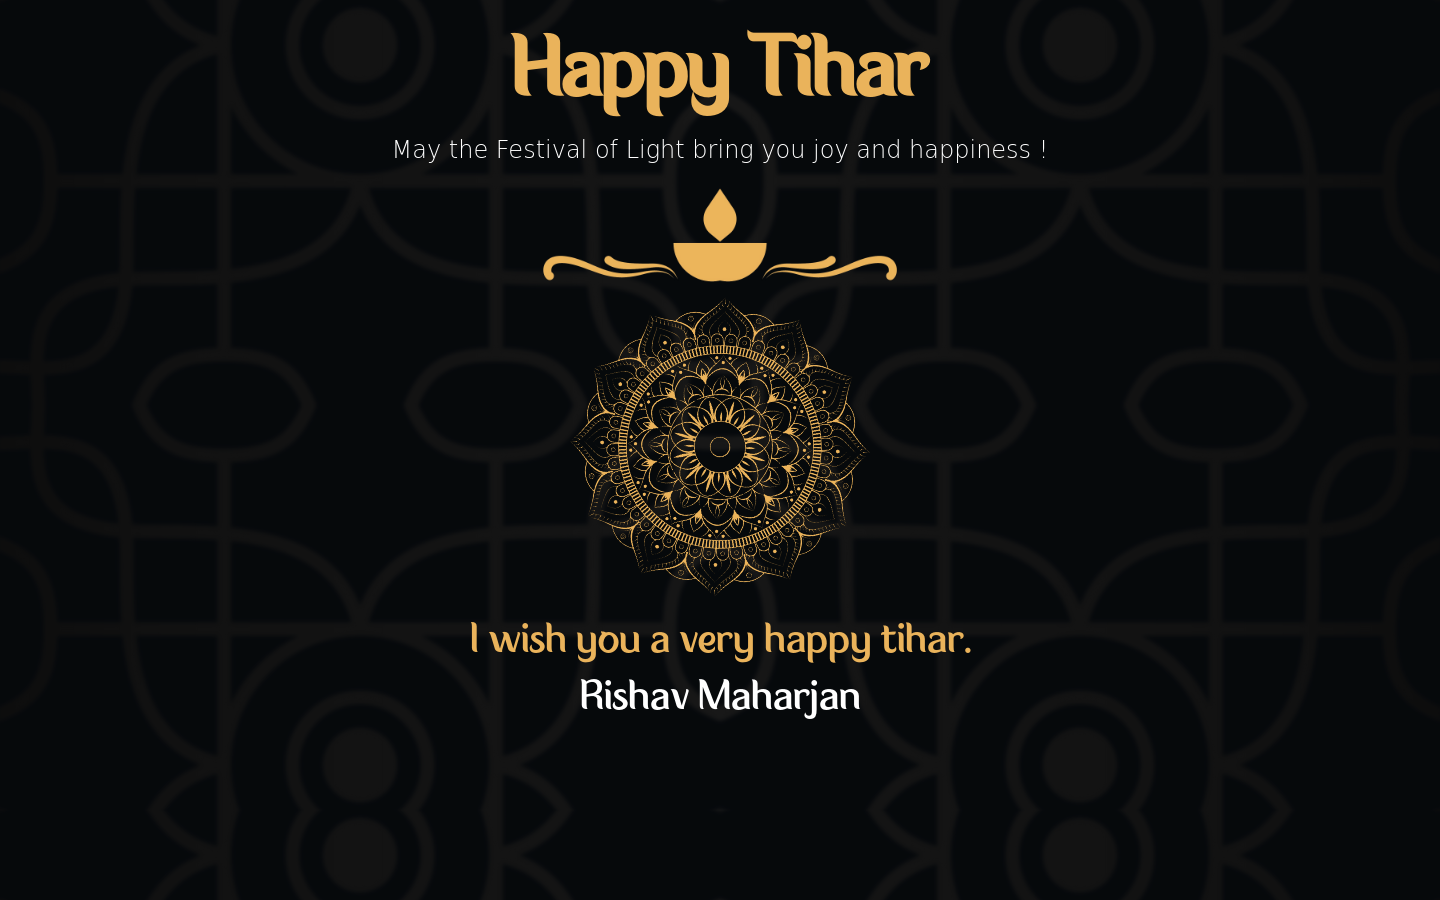 Happy Tihar
May the Festival of Light bring you joy and happiness !
I wish you a very happy tihar.
Rishav Maharjan